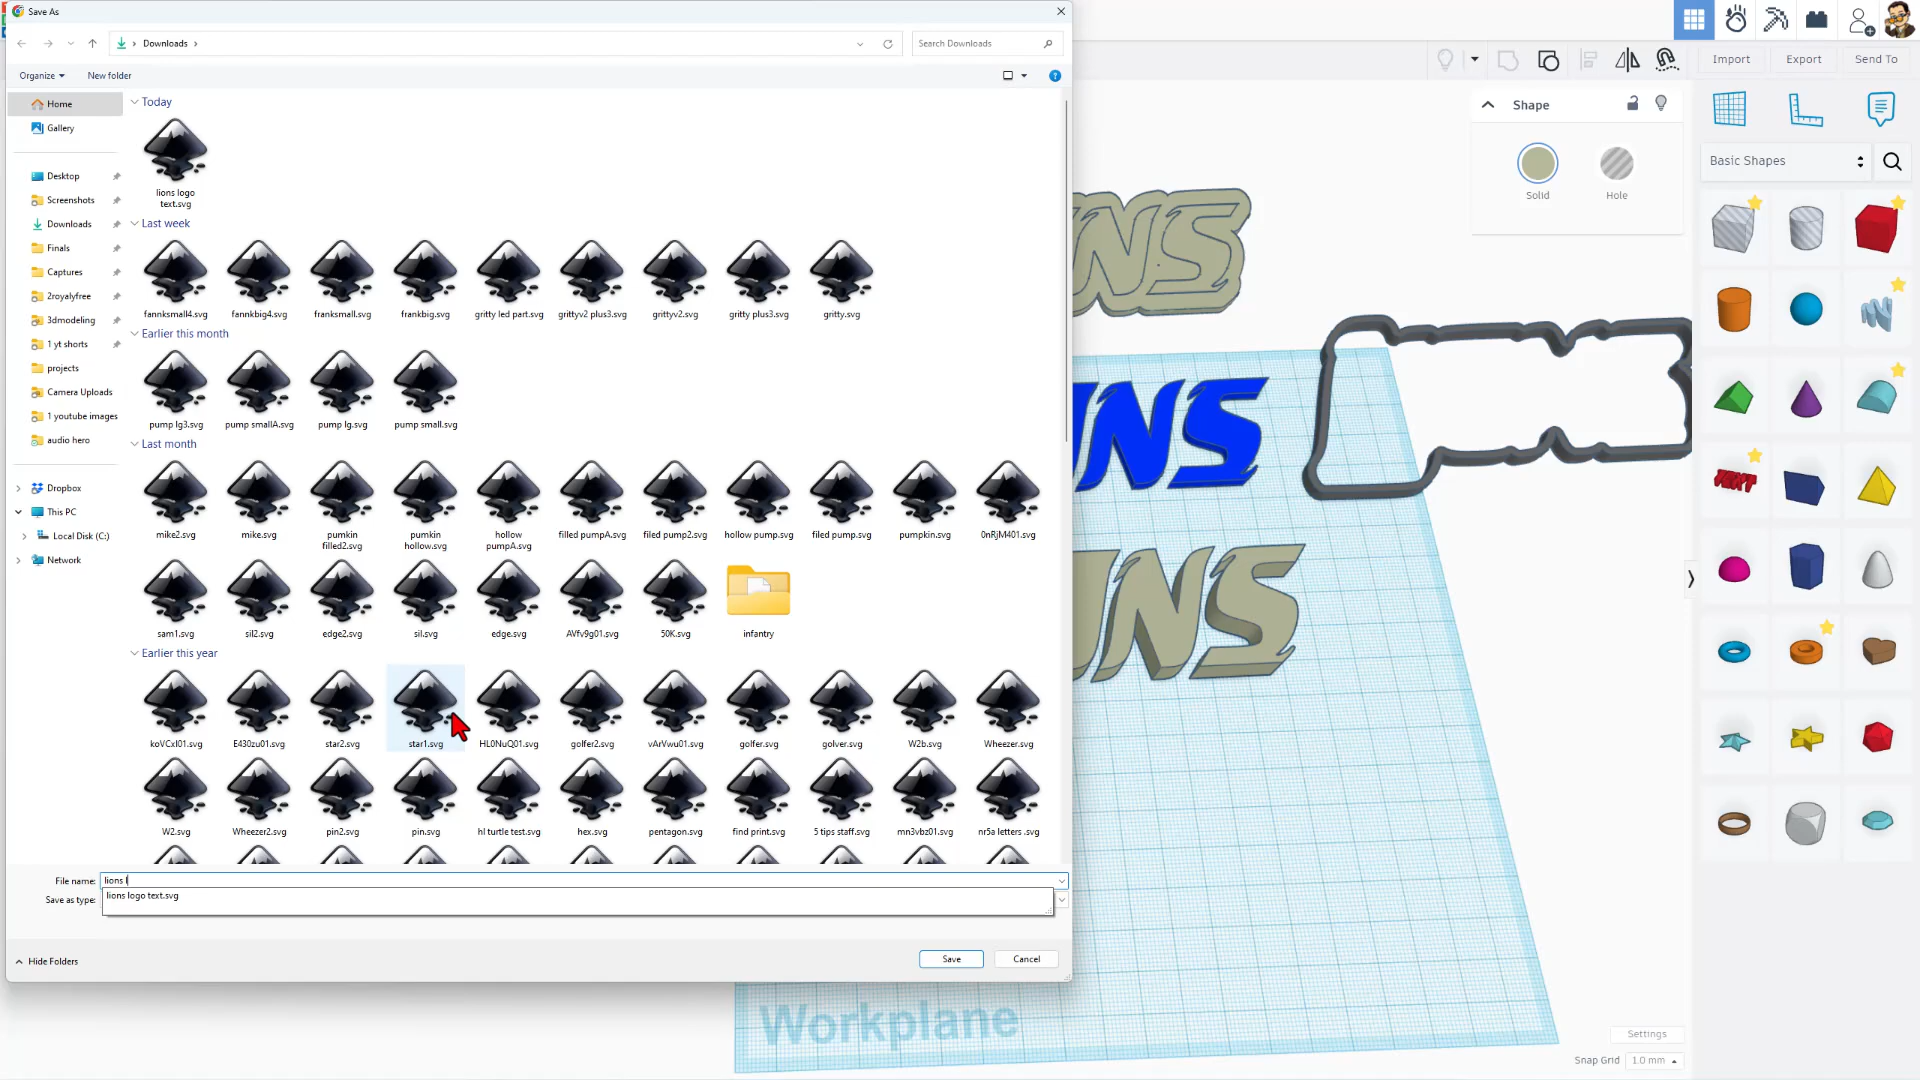 Save As
Downloads
Search Downloads
Organize
New folder
Home
Gallery
Desktop
Screenshots
Downloads
Finals
Captures
2royalyfree
3dmodeling
1 yt shorts
projects
Camera Uploads
1 youtube images
audio hero
Dropbox
This PC
Local Disk (C:)
Network
Today
lions logo
text.svg
Last week
fannksmall4.svg
fannkbig4.svg
franksmall.svg
frankbig.svg
gritty led part.svg
grittyv2 plus3.svg
grittyv2.svg
gritty plus3.svg
gritty.svg
Earlier this month
pump lg3.svg
pump smallA.svg
pump lg.svg
pump small.svg
Last month
mike2.svg
mike.svg
pumkin
filled2.svg
pumkin
hollow.svg
hollow
pumpA.svg
filled pumpA.svg
filed pump2.svg
hollow pump.svg
filed pump.svg
pumpkin.svg
0nRjM401.svg
sam1.svg
sil2.svg
edge2.svg
sil.svg
edge.svg
AVfv9g01.svg
50K.svg
infantry
Earlier this year
koVCxI01.svg
E430zu01.svg
star2.svg
star1.svg
HL0NuQ01.svg
golfer2.svg
vArVwu01.svg
golfer.svg
golver.svg
W2b.svg
Wheezer.svg
W2.svg
Wheezer2.svg
pin2.svg
pin.svg
hl turtle test.svg
hex.svg
pentagon.svg
find print.svg
5 tips staff.svg
mn3vbz01.svg
nr5a letters .svg
File name:
lions l
Save as type:
lions logo text.svg
Hide Folders
Save
Cancel
Import
Export
Send To
Shape
Solid
Hole
Basic Shapes
NS
NS
NS
TEXT
Workplane
Settings
Snap Grid
1.0 mm